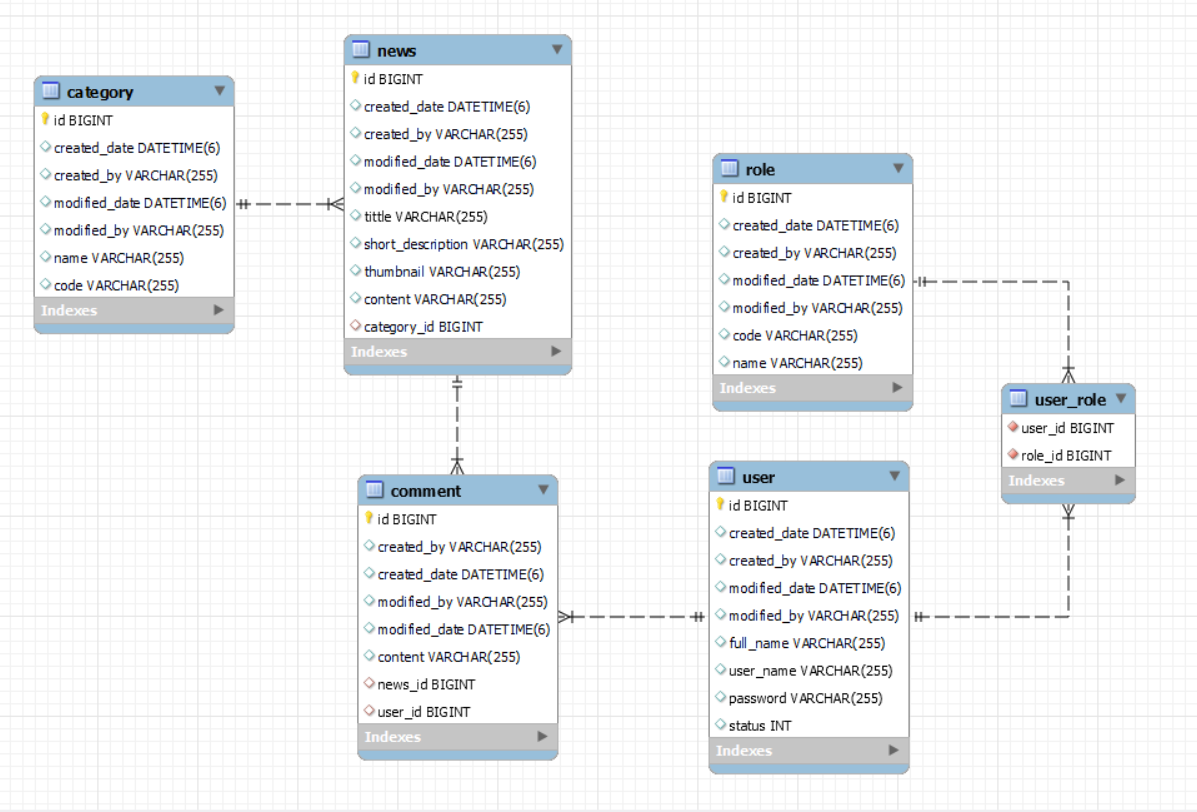 category
id BIGINT
created_date DATETIME(6)
created_by VARCHAR(255)
modified_date DATETIME(6)
modified_by VARCHAR(255)
name VARCHAR(255)
code VARCHAR(255)
Indexes
news
id BIGINT
created_date DATETIME(6)
created_by VARCHAR(255)
modified_date DATETIME(6)
modified_by VARCHAR(255)
tittle VARCHAR(255)
short_description VARCHAR(255)
thumbnail VARCHAR(255)
content VARCHAR(255)
category_id BIGINT
Indexes
comment
id BIGINT
created_by VARCHAR(255)
created_date DATETIME(6)
modified_by VARCHAR(255)
modified_date DATETIME(6)
content VARCHAR(255)
news_id BIGINT
user_id BIGINT
Indexes
role
id BIGINT
created_date DATETIME(6)
created_by VARCHAR(255)
modified_date DATETIME(6)
modified_by VARCHAR(255)
code VARCHAR(255)
name VARCHAR(255)
Indexes
user
id BIGINT
created_date DATETIME(6)
created_by VARCHAR(255)
modified_date DATETIME(6)
modified_by VARCHAR(255)
full_name VARCHAR(255)
user_name VARCHAR(255)
password VARCHAR(255)
status INT
Indexes
user_role
user_id BIGINT
role_id BIGINT
Indexes